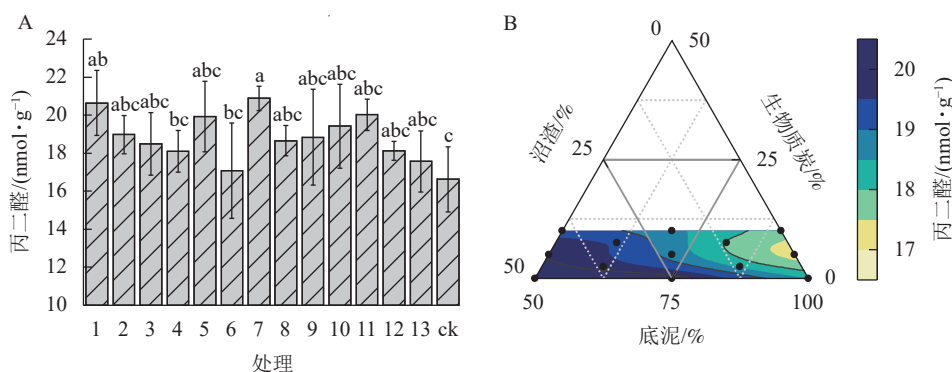 A
24
22
20
18
16
14
12
10
丙二醛/(nmol•g⁻¹)
ab
abc
abc
bc
abc
bc
a
abc
abc
abc
abc
abc
abc
c
1 2 3 4 5 6 7 8 9 10 11 12 13 ck
处理
B
0
50
沼渣/%
生物质炭/%
25
25
50
0
50
75
100
底泥/%
20
19
18
17
丙二醛/(nmol•g⁻¹)